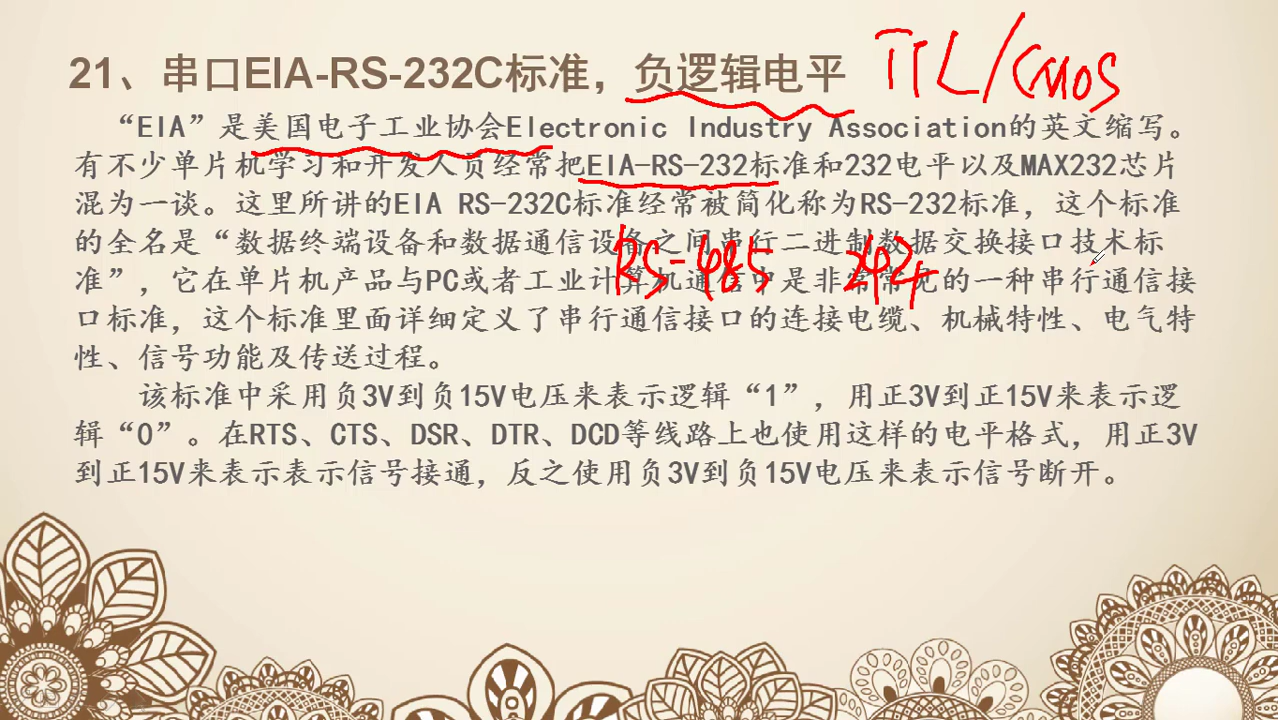 21、串口EIA-RS-232C标准，负逻辑电平 TTL/CMOS
“EIA”是美国电子工业协会Electronic Industry Association的英文缩写。
有不少单片机学习和开发人员经常把EIA-RS-232标准和232电平以及MAX232芯片
混为一谈。这里所讲的EIA RS-232C标准经常被简化称为RS-232标准，这个标准
的全名是“数据终端设备和数据通信设备之间串行二进制数据交换接口技术标
RS-485
准”，它在单片机产品与PC或者工业计算机通信中是非常常见的一种串行通信接
口标准，这个标准里面详细定义了串行通信接口的连接电缆、机械特性、电气特
性、信号功能及传送过程。
该标准中采用负3V到负15V电压来表示逻辑“1”，用正3V到正15V来表示逻
辑“0”。在RTS、CTS、DSR、DTR、DCD等线路上也使用这样的电平格式，用正3V
到正15V来表示表示信号接通，反之使用负3V到负15V电压来表示信号断开。